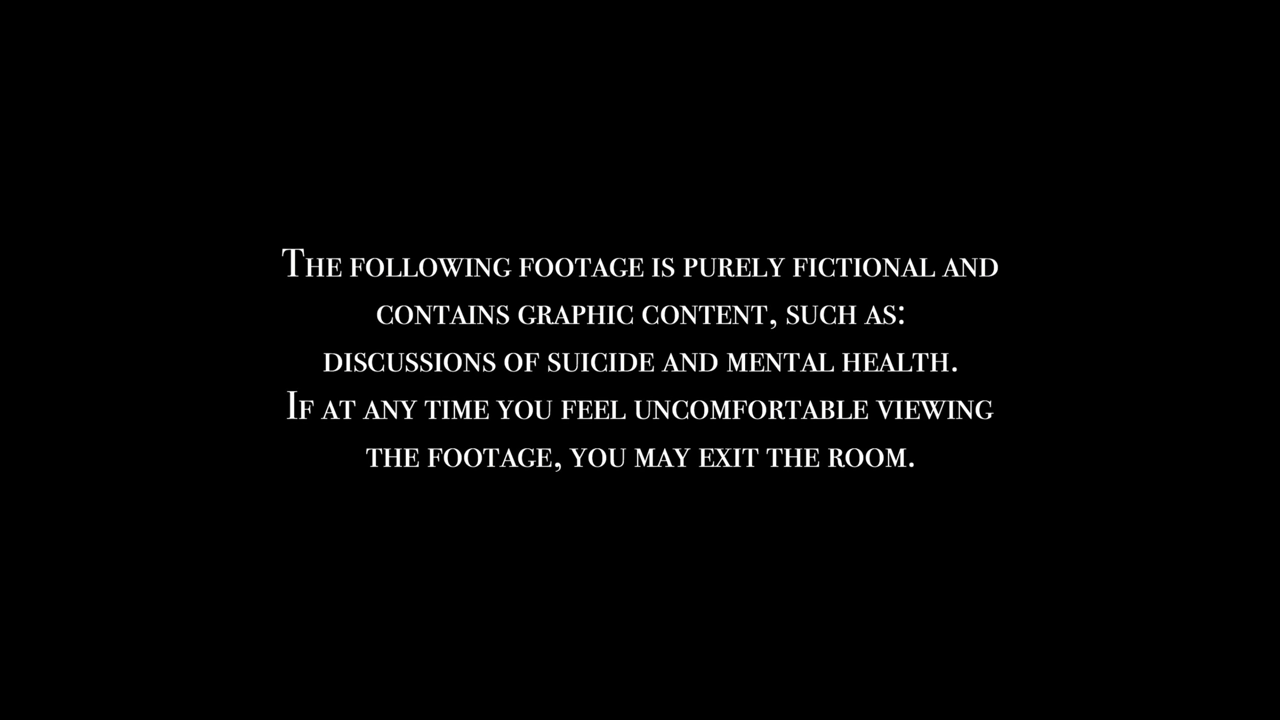 The following footage is purely fictional and
contains graphic content, such as:
discussions of suicide and mental health.
If at any time you feel uncomfortable viewing
the footage, you may exit the room.